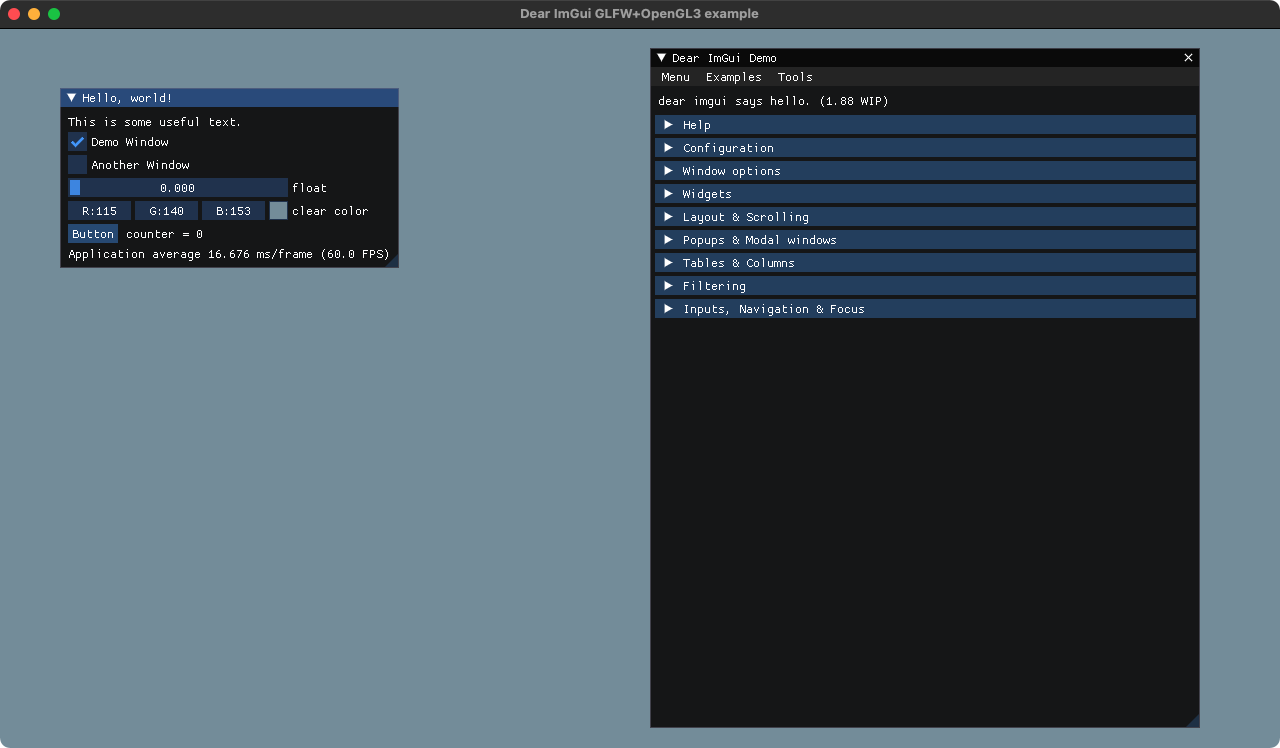 Dear ImGui GLFW+OpenGL3 example
Hello, world!
This is some useful text.
Demo Window
Another Window
0.000 float
R:115 G:140 B:153 clear color
Button counter = 0
Application average 16.676 ms/frame (60.0 FPS)
Dear ImGui Demo
Menu Examples Tools
dear imgui says hello. (1.88 WIP)
Help
Configuration
Window options
Widgets
Layout & Scrolling
Popups & Modal windows
Tables & Columns
Filtering
Inputs, Navigation & Focus